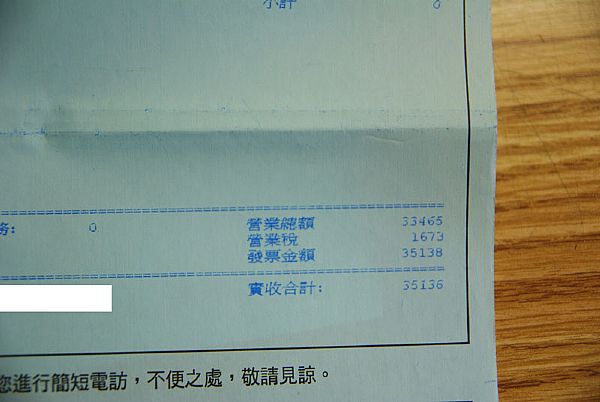 小計 0
務: 0 營業總額 33465
營業稅 1673
發票金額 35138
實收合計: 35136
您進行簡短電訪，不便之處，敬請見諒。